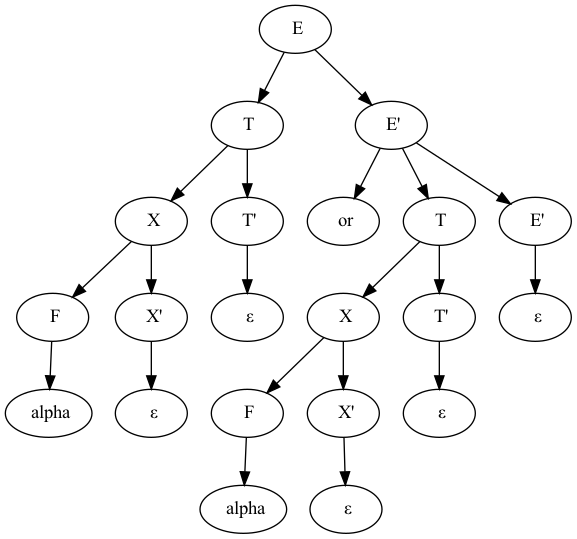 E
T E'
X T' or T E'
F X' ε X T' ε
alpha ε F X' ε
alpha ε